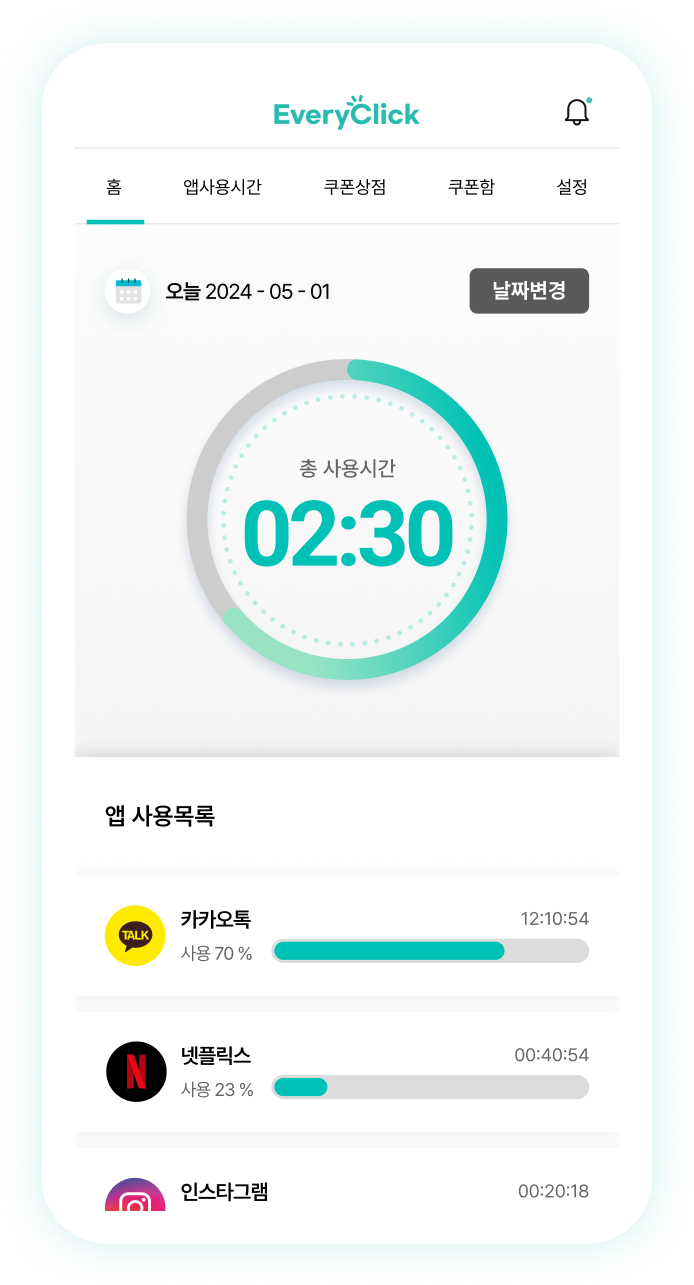 EveryClick
홈 앱사용시간 쿠폰상점 쿠폰함 설정
오늘 2024 - 05 - 01 날짜변경
총 사용시간
02:30
앱 사용목록
카카오톡 12:10:54
TALK
사용 70 %
넷플릭스 00:40:54
N
사용 23 %
인스타그램 00:20:18